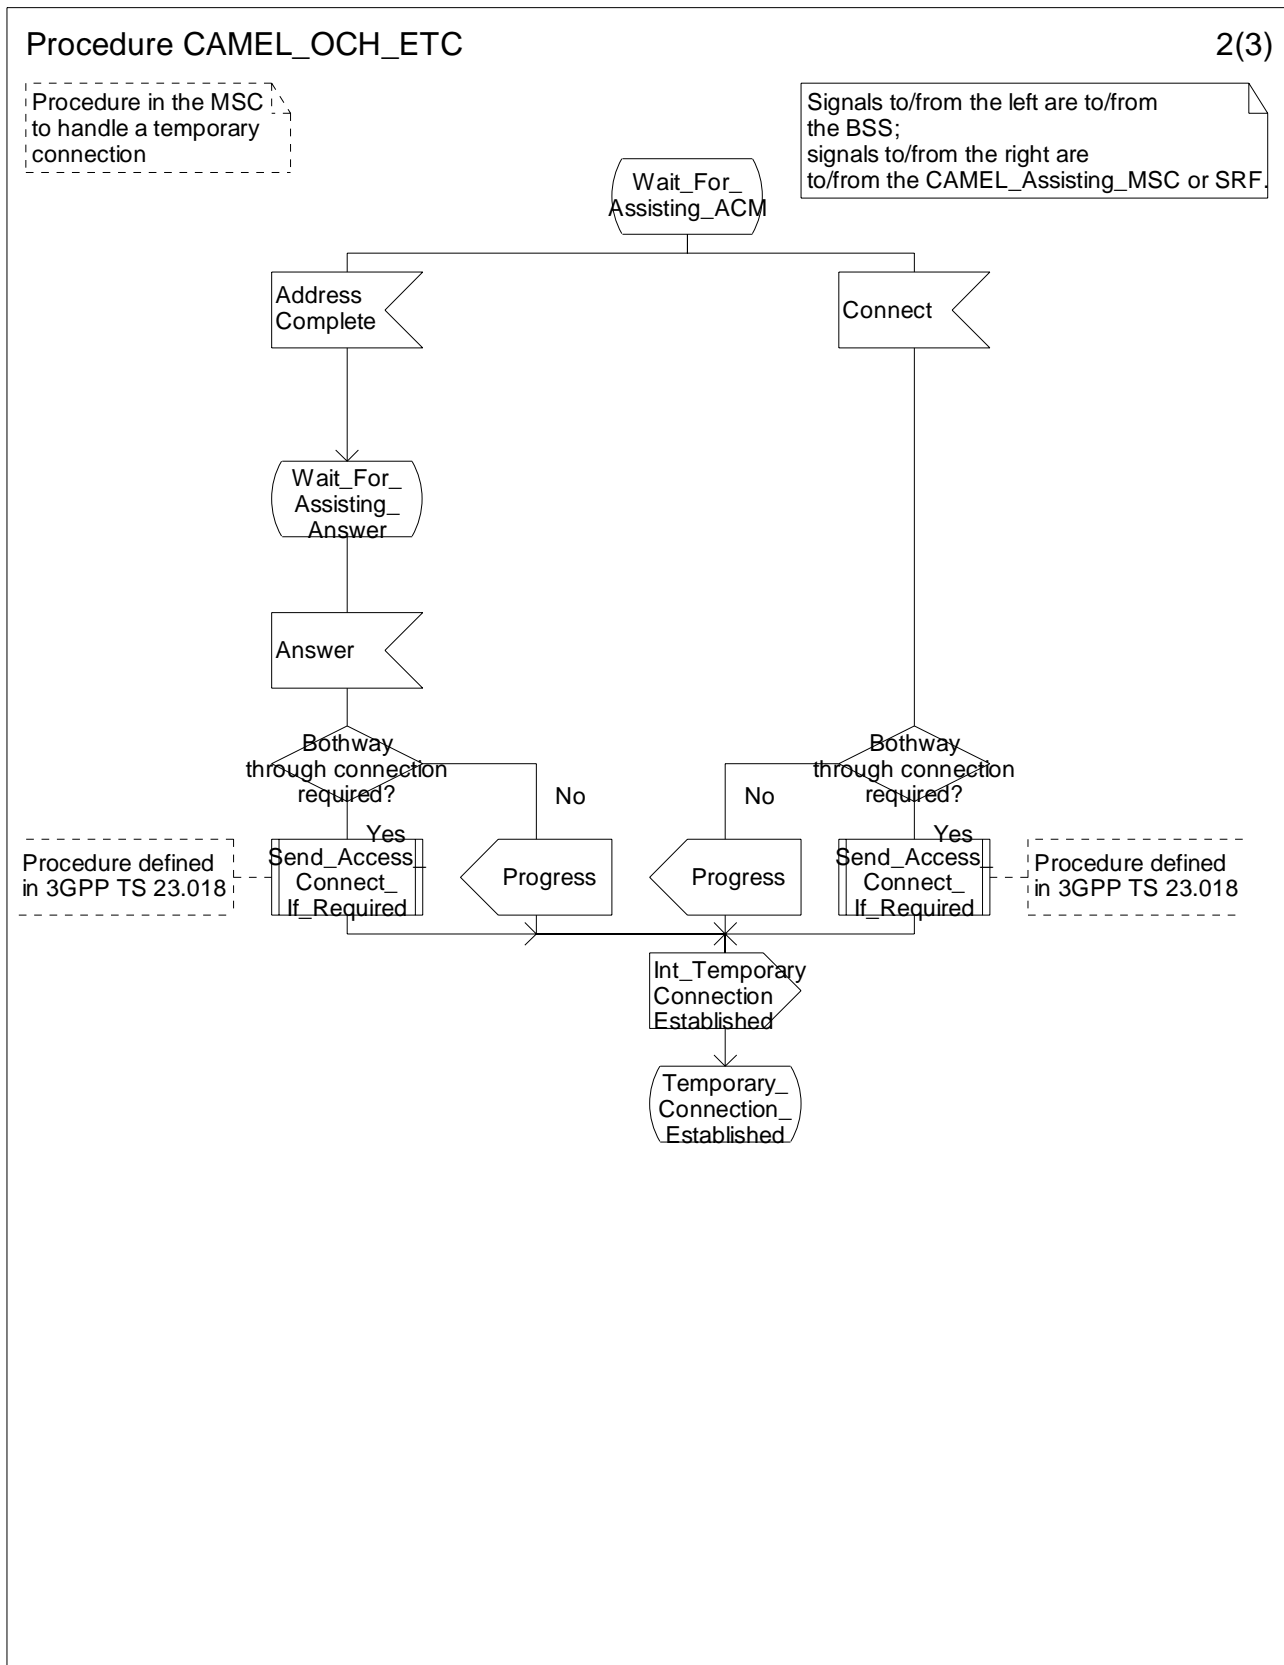 Procedure CAMEL_OCH_ETC
2(3)
Procedure in the MSC
to handle a temporary
connection
Signals to/from the left are to/from
the BSS;
signals to/from the right are
to/from the CAMEL_Assisting_MSC or SRF.
Wait_For_
Assisting_ACM
Address
Complete
Connect
Wait_For_
Assisting_
Answer
Answer
Bothway
through connection
required?
Bothway
through connection
required?
No
No
Yes
Yes
Procedure defined
in 3GPP TS 23.018
Send_Access_
Connect_
If_Required
Progress
Progress
Send_Access_
Connect_
If_Required
Procedure defined
in 3GPP TS 23.018
Int_Temporary
Connection
Established
Temporary_
Connection_
Established